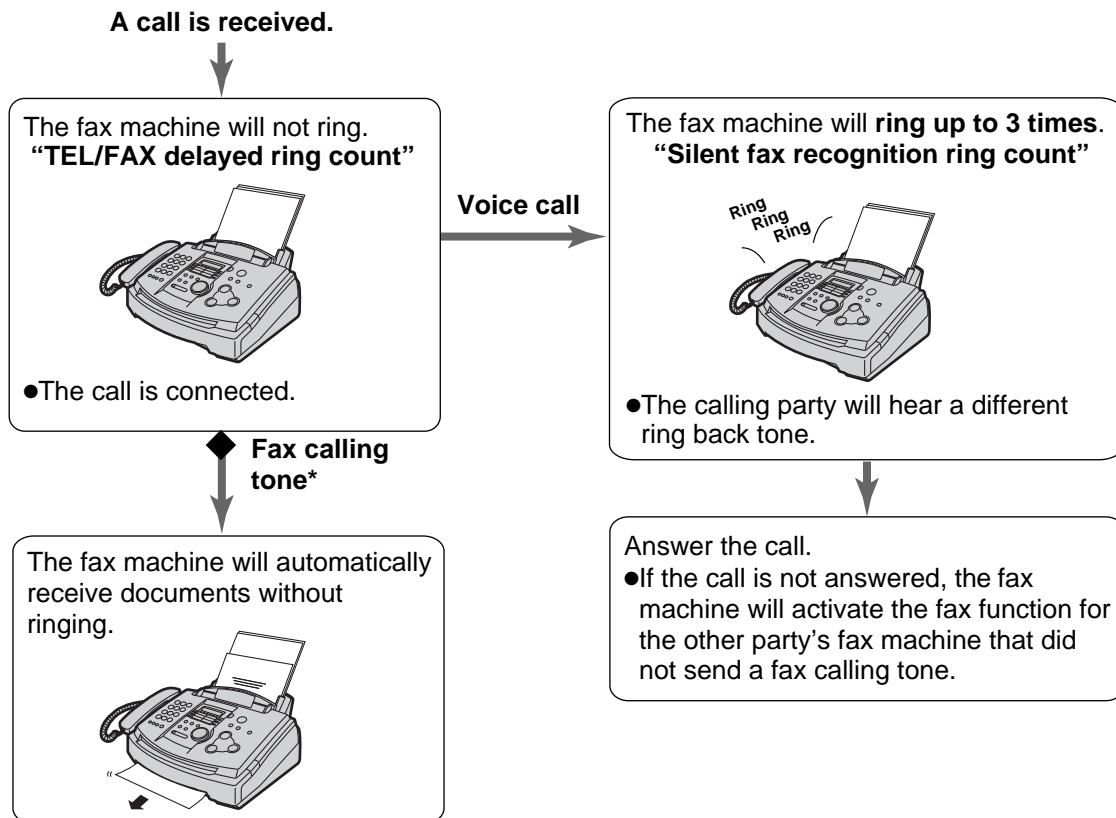 A call is received.
The fax machine will not ring.
“TEL/FAX delayed ring count”
●The call is connected.
Voice call
The fax machine will ring up to 3 times.
“Silent fax recognition ring count”
Ring
Ring
Ring
●The calling party will hear a different
ring back tone.
Fax calling
tone*
The fax machine will automatically
receive documents without
ringing.
Answer the call.
●If the call is not answered, the fax
machine will activate the fax function for
the other party’s fax machine that did
not send a fax calling tone.